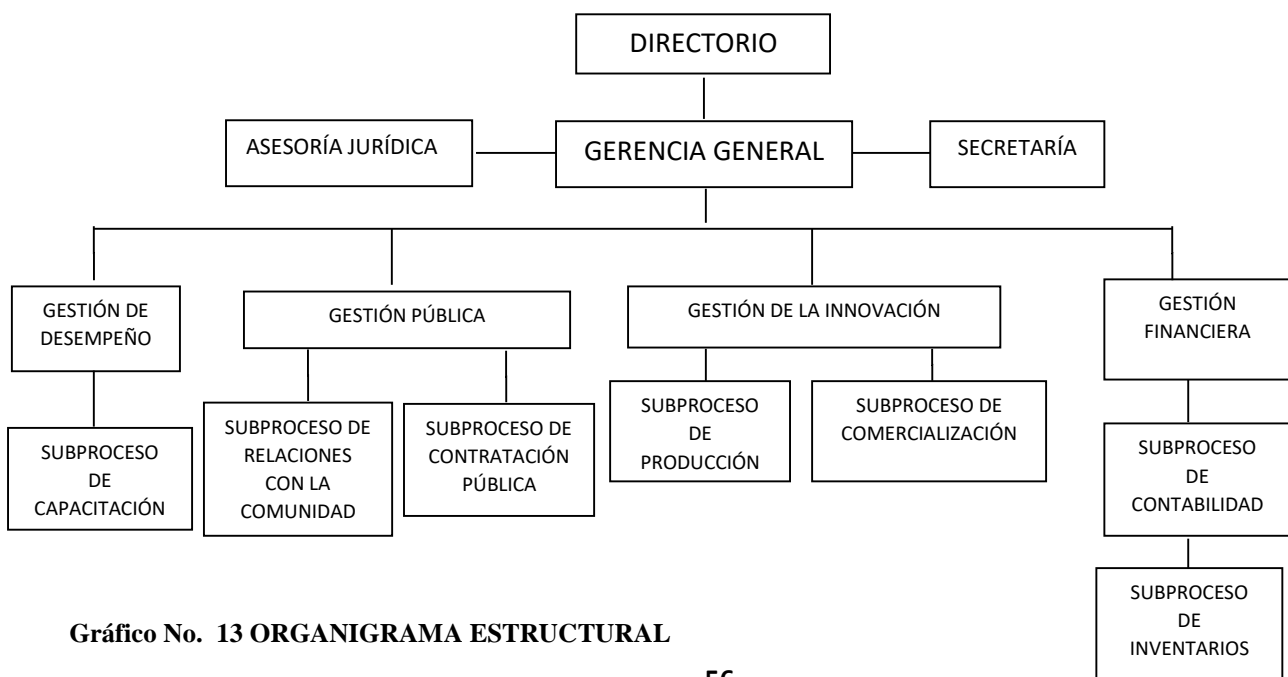 DIRECTORIO
ASESORÍA JURÍDICA
GERENCIA GENERAL
SECRETARÍA
GESTIÓN DE
DESEMPEÑO
GESTIÓN PÚBLICA
GESTIÓN DE LA INNOVACIÓN
GESTIÓN
FINANCIERA
SUBPROCESO
DE
CAPACITACIÓN
SUBPROCESO DE
RELACIONES
CON LA
COMUNIDAD
SUBPROCESO DE
CONTRATACIÓN
PÚBLICA
SUBPROCESO
DE
PRODUCCIÓN
SUBPROCESO DE
COMERCIALIZACIÓN
SUBPROCESO
DE
CONTABILIDAD
SUBPROCESO
DE
INVENTARIOS
Gráfico No. 13 ORGANIGRAMA ESTRUCTURAL